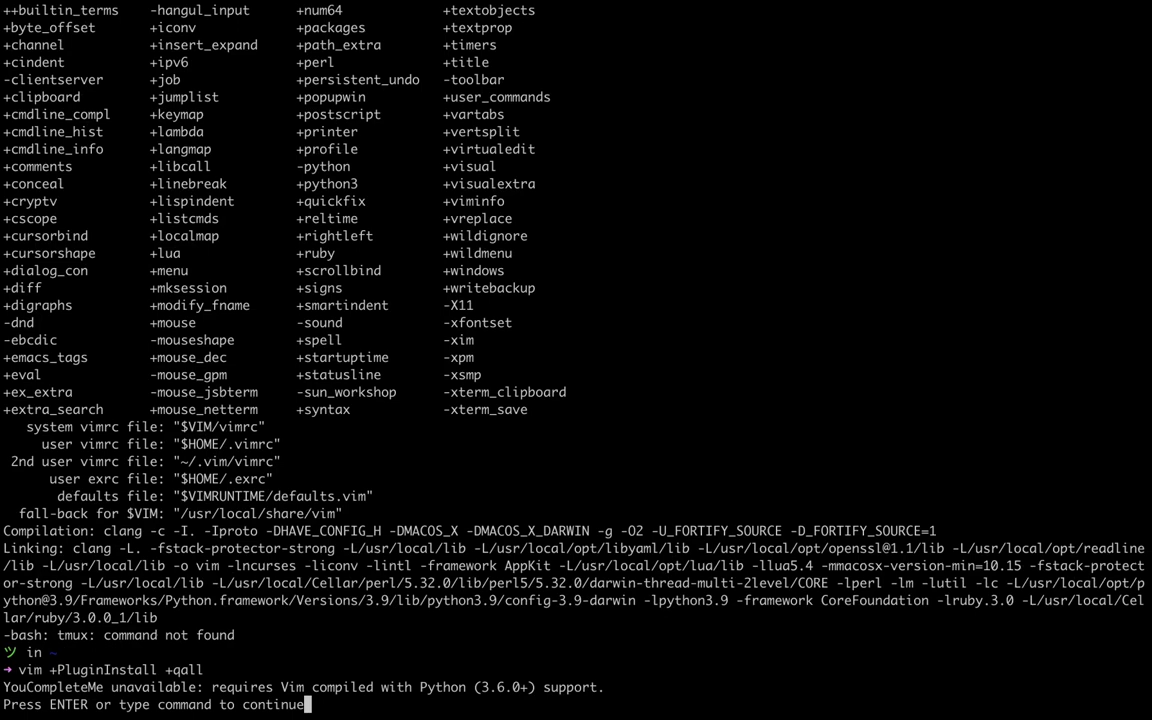 ++builtin_terms    -hangul_input      +num64             +textobjects
+byte_offset       +iconv             +packages          +textprop
+channel           +insert_expand     +path_extra        +timers
+cindent           +ipv6              +perl              +title
-clientserver      +job               +persistent_undo   -toolbar
+clipboard         +jumplist          +popupwin          +user_commands
+cmdline_compl     +keymap            +postscript        +vartabs
+cmdline_hist      +lambda            +printer           +vertsplit
+cmdline_info      +langmap           +profile           +virtualedit
+comments          +libcall           -python            +visual
+conceal           +linebreak         +python3           +visualextra
+cryptv            +lispindent        +quickfix          +viminfo
+cscope            +listcmds          +reltime           +vreplace
+cursorbind        +localmap          +rightleft         +wildignore
+cursorshape       +lua               +ruby              +wildmenu
+dialog_con        +menu              +scrollbind        +windows
+diff              +mksession         +signs             +writebackup
+digraphs          +modify_fname      +smartindent       -X11
-dnd               +mouse             -sound             -xfontset
-ebcdic            -mouseshape        +spell             -xim
+emacs_tags        +mouse_dec         +startuptime       -xpm
+eval              -mouse_gpm         +statusline        -xsmp
+ex_extra          -mouse_jsbterm     -sun_workshop      -xterm_clipboard
+extra_search      +mouse_netterm     +syntax            -xterm_save
system vimrc file: "$VIM/vimrc"
user vimrc file: "$HOME/.vimrc"
2nd user vimrc file: "~/.vim/vimrc"
user exrc file: "$HOME/.exrc"
defaults file: "$VIMRUNTIME/defaults.vim"
fall-back for $VIM: "/usr/local/share/vim"
Compilation: clang -c -I. -Iproto -DHAVE_CONFIG_H -DMACOS_X -DMACOS_X_DARWIN -g -O2 -U_FORTIFY_SOURCE -D_FORTIFY_SOURCE=1
Linking: clang -L. -fstack-protector-strong -L/usr/local/lib -L/usr/local/opt/libyaml/lib -L/usr/local/opt/openssl@1.1/lib -L/usr/local/opt/readline
/lib -L/usr/local/lib -o vim -lncurses -liconv -lintl -framework AppKit -L/usr/local/opt/lua/lib -llua5.4 -mmacosx-version-min=10.15 -fstack-protect
or-strong -L/usr/local/lib -L/usr/local/Cellar/perl/5.32.0/lib/perl5/5.32.0/darwin-thread-multi-2level/CORE -lperl -lm -lutil -lc -L/usr/local/opt/p
ython@3.9/Frameworks/Python.framework/Versions/3.9/lib/python3.9/config-3.9-darwin -lpython3.9 -framework CoreFoundation -lruby.3.0 -L/usr/local/Cel
lar/ruby/3.0.0_1/lib
-bash: tmux: command not found
ツ in ~
➜ vim +PluginInstall +qall
YouCompleteMe unavailable: requires Vim compiled with Python (3.6.0+) support.
Press ENTER or type command to continue